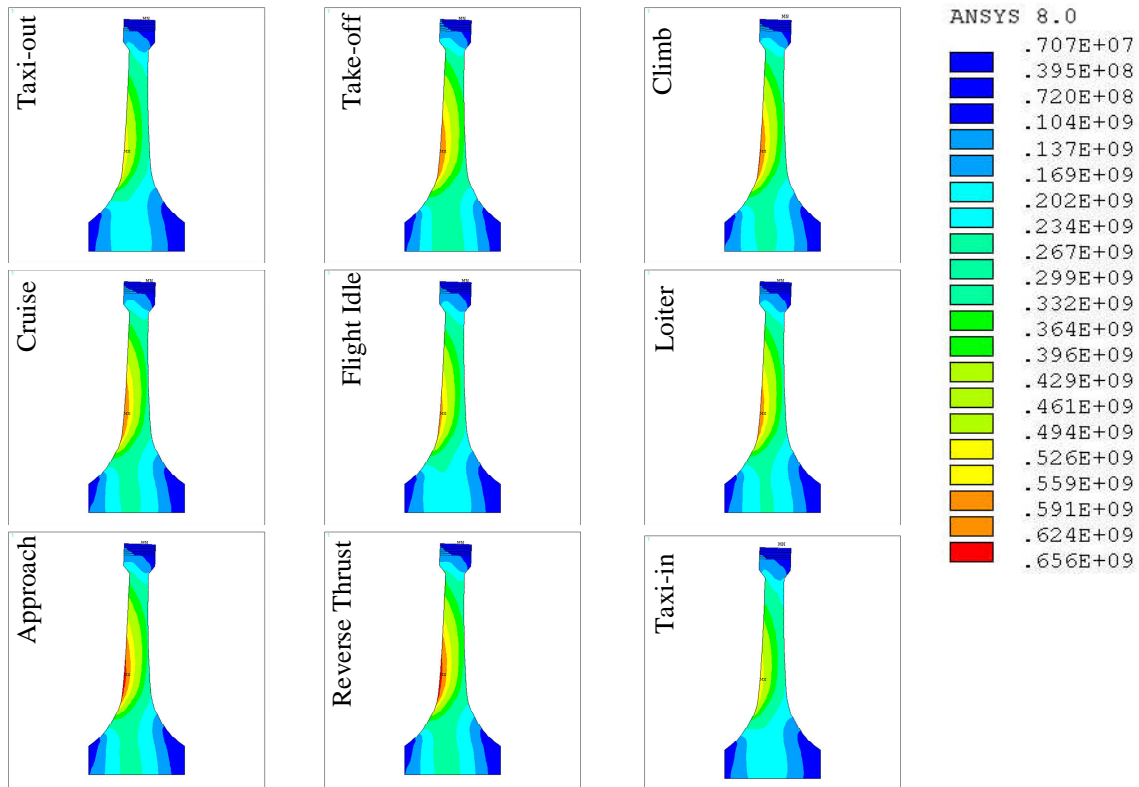 Taxi-out
Take-off
Climb
Cruise
Flight Idle
Loiter
Approach
Reverse Thrust
Taxi-in
ANSYS 8.0
.707E+07
.395E+08
.720E+08
.104E+09
.137E+09
.169E+09
.202E+09
.234E+09
.267E+09
.299E+09
.332E+09
.364E+09
.396E+09
.429E+09
.461E+09
.494E+09
.526E+09
.559E+09
.591E+09
.624E+09
.656E+09